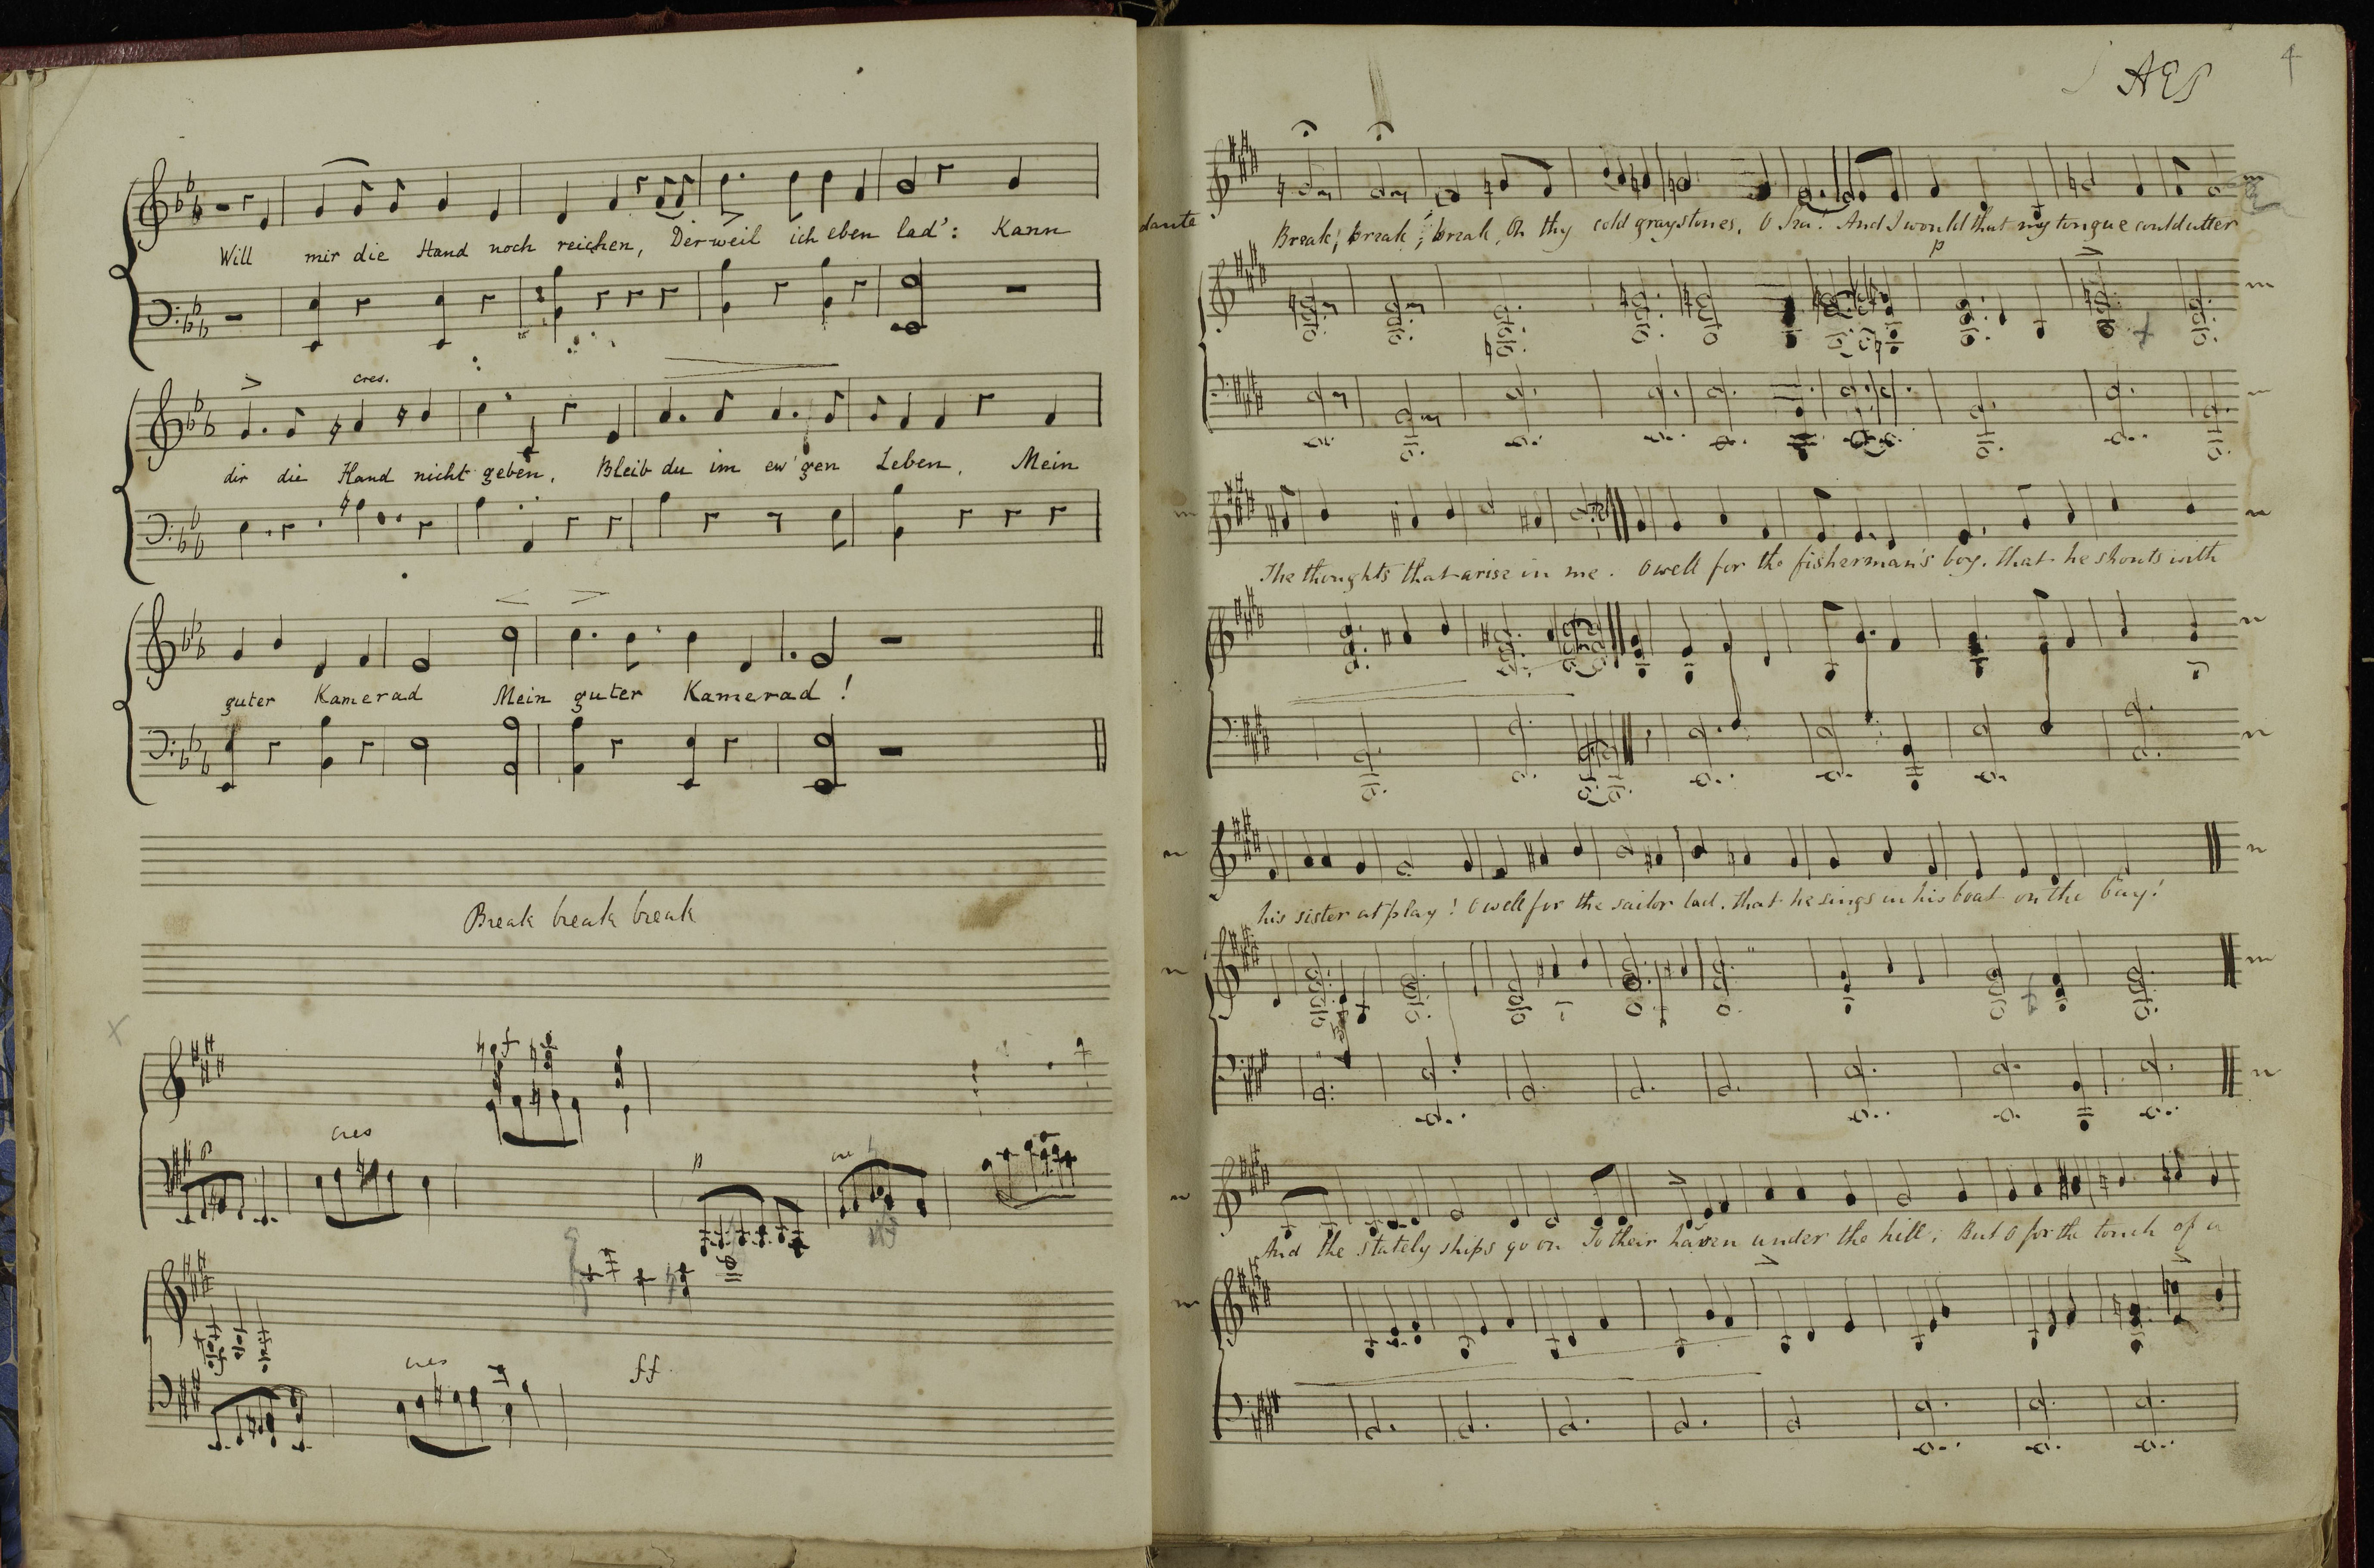 Will mir die Hand noch reichen, Derweil ich eben lad': Kann
cres.
dir die Hand nicht geben, Bleib du im ew'gen Leben, Mein
guter Kamerad Mein guter Kamerad!
Break break break
cres
p
cres
ff.
4
dante
Break, break, break, On thy cold gray stones, O Sea! And I would that my tongue could utter
p
The thoughts that arise in me. O well for the fisherman's boy, that he shouts with
his sister at play! O well for the sailor lad, that he sings in his boat on the bay!
And the stately ships go on To their haven under the hill; But O for the touch of a